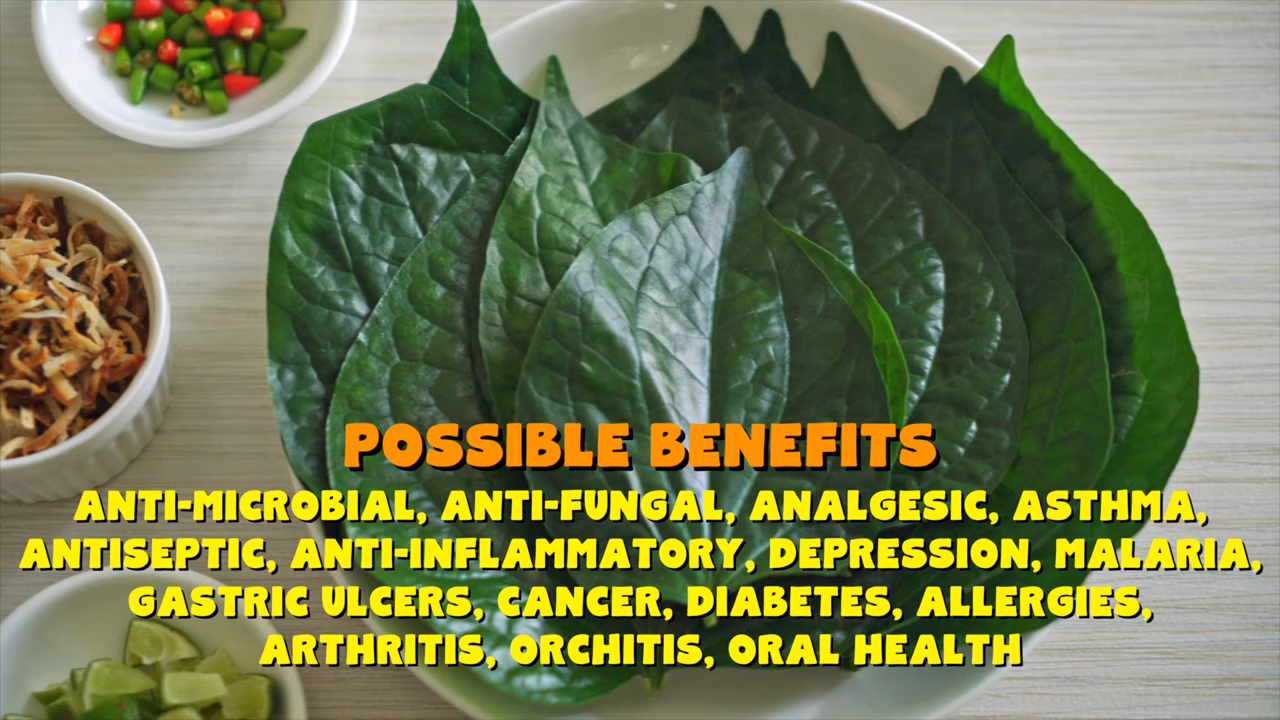 POSSIBLE BENEFITS
ANTI-MICROBIAL, ANTI-FUNGAL, ANALGESIC, ASTHMA,
ANTISEPTIC, ANTI-INFLAMMATORY, DEPRESSION, MALARIA,
GASTRIC ULCERS, CANCER, DIABETES, ALLERGIES,
ARTHRITIS, ORCHITIS, ORAL HEALTH